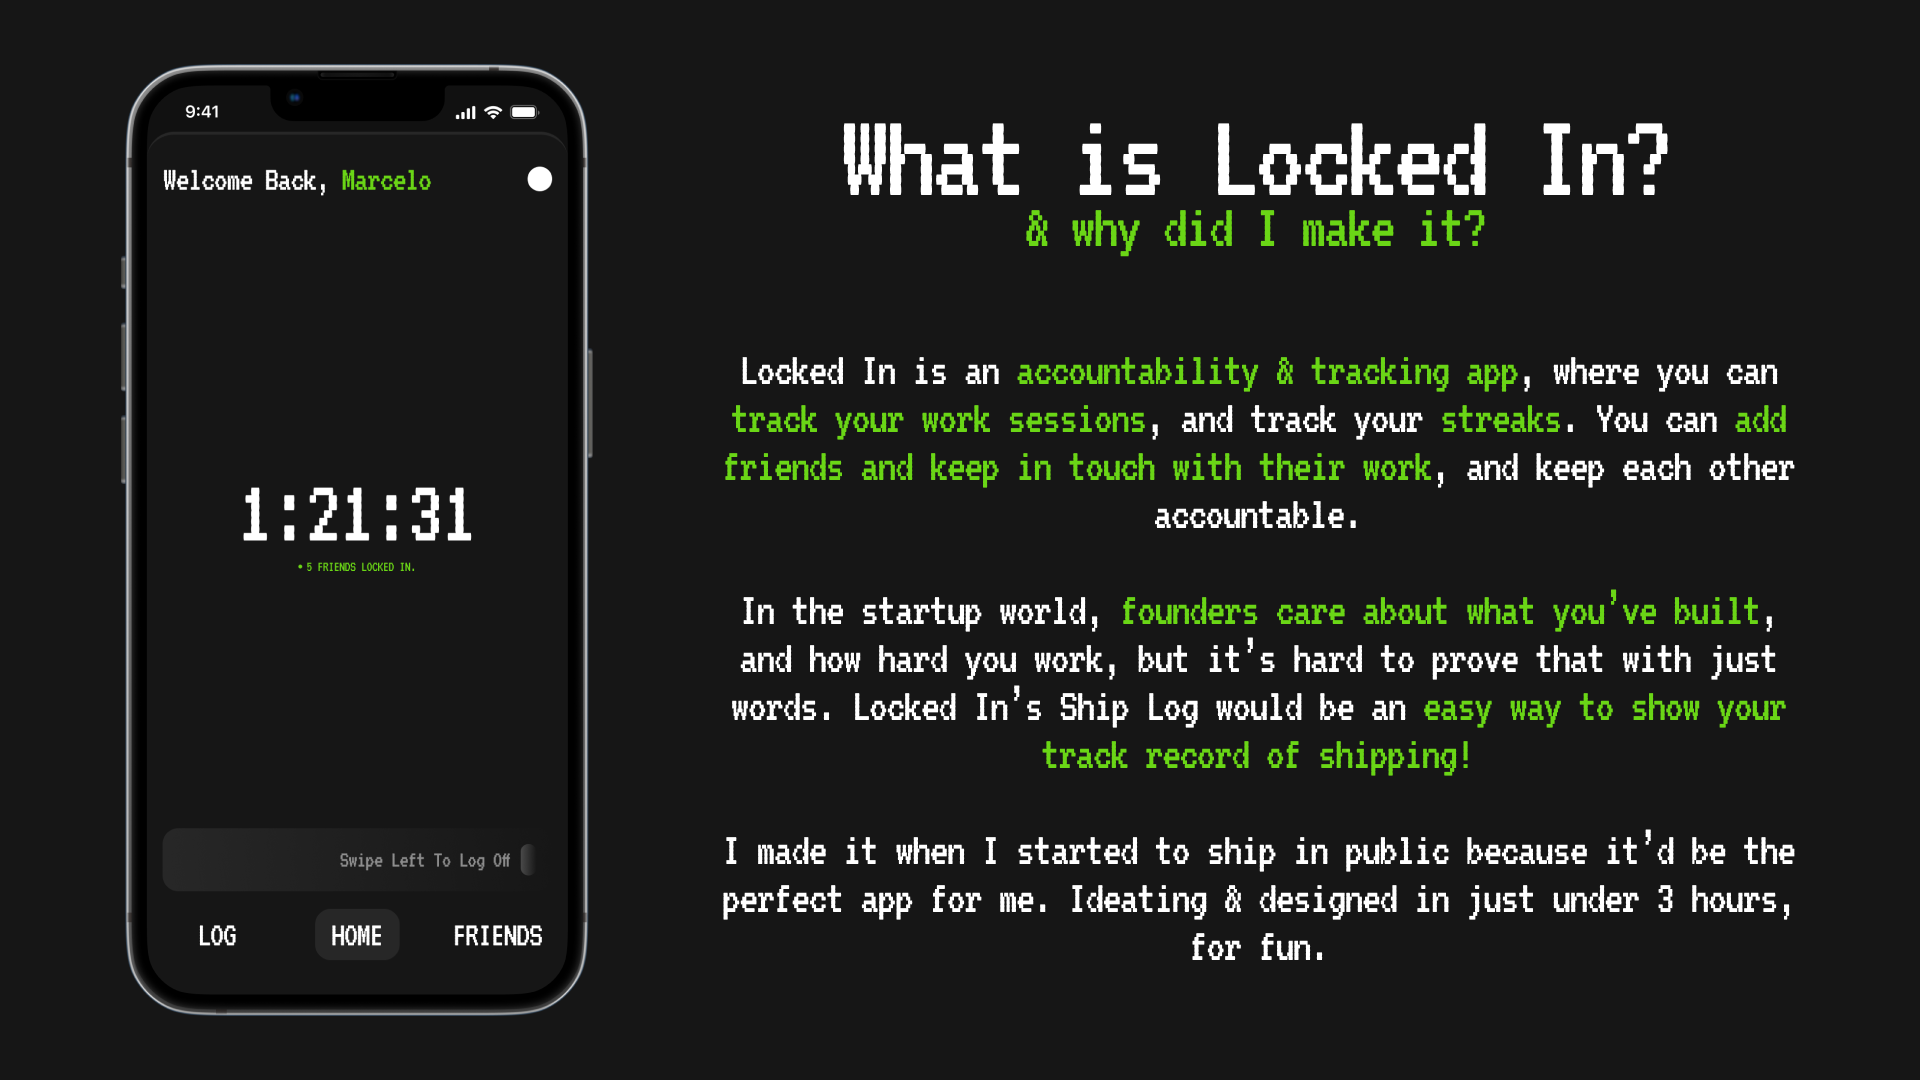 9:41
Welcome Back, Marcelo
1:21:31
• 5 FRIENDS LOCKED IN.
Swipe Left To Log Off
LOG HOME FRIENDS
What is Locked In?
& why did I make it?
Locked In is an accountability & tracking app, where you can
track your work sessions, and track your streaks. You can add
friends and keep in touch with their work, and keep each other
accountable.
In the startup world, founders care about what you've built,
and how hard you work, but it's hard to prove that with just
words. Locked In's Ship Log would be an easy way to show your
track record of shipping!
I made it when I started to ship in public because it'd be the
perfect app for me. Ideating & designed in just under 3 hours,
for fun.